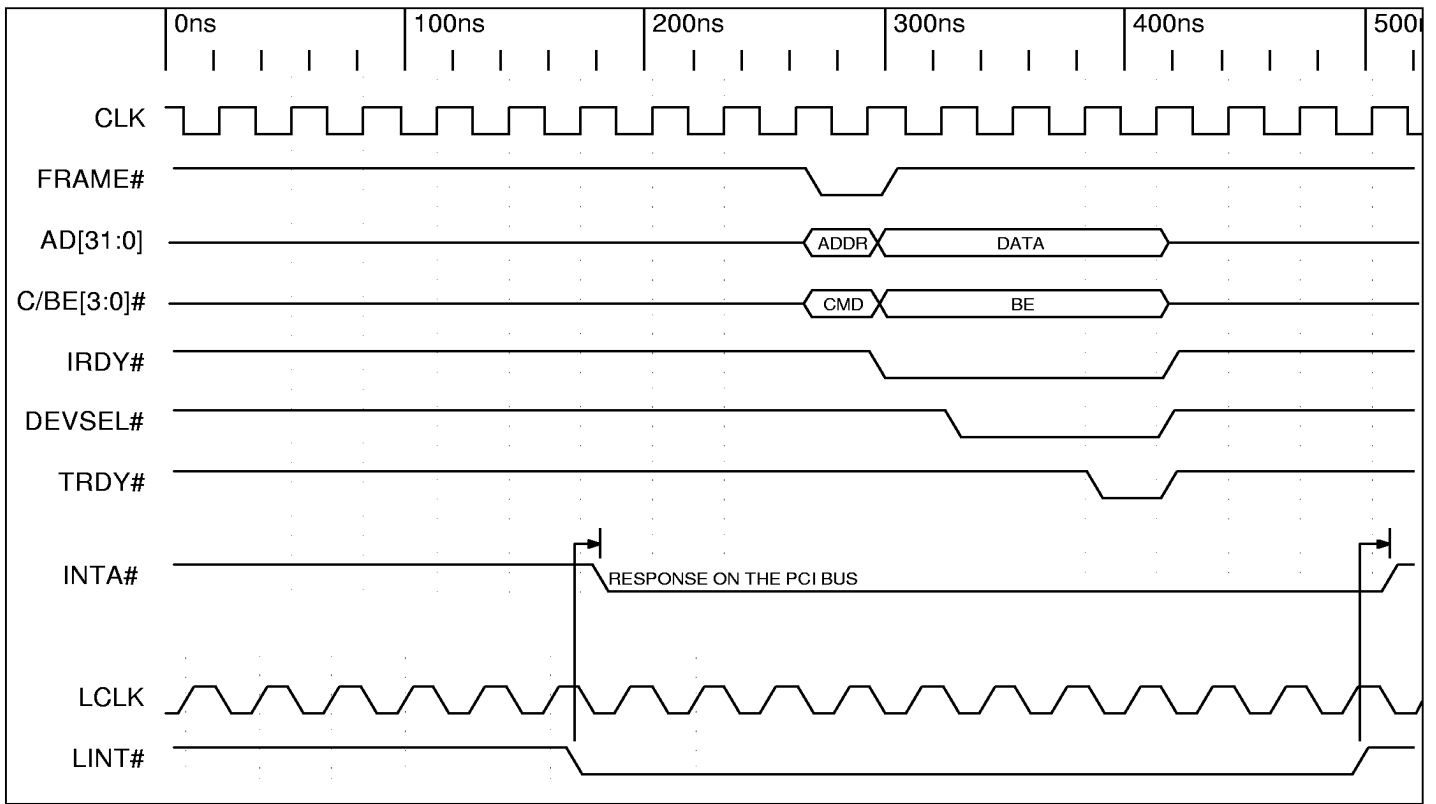 0ns 100ns 200ns 300ns 400ns 500
CLK
FRAME#
AD[31:0] ADDR DATA
C/BE[3:0]# CMD BE
IRDY#
DEVSEL#
TRDY#
INTA# RESPONSE ON THE PCI BUS
LCLK
LINT#